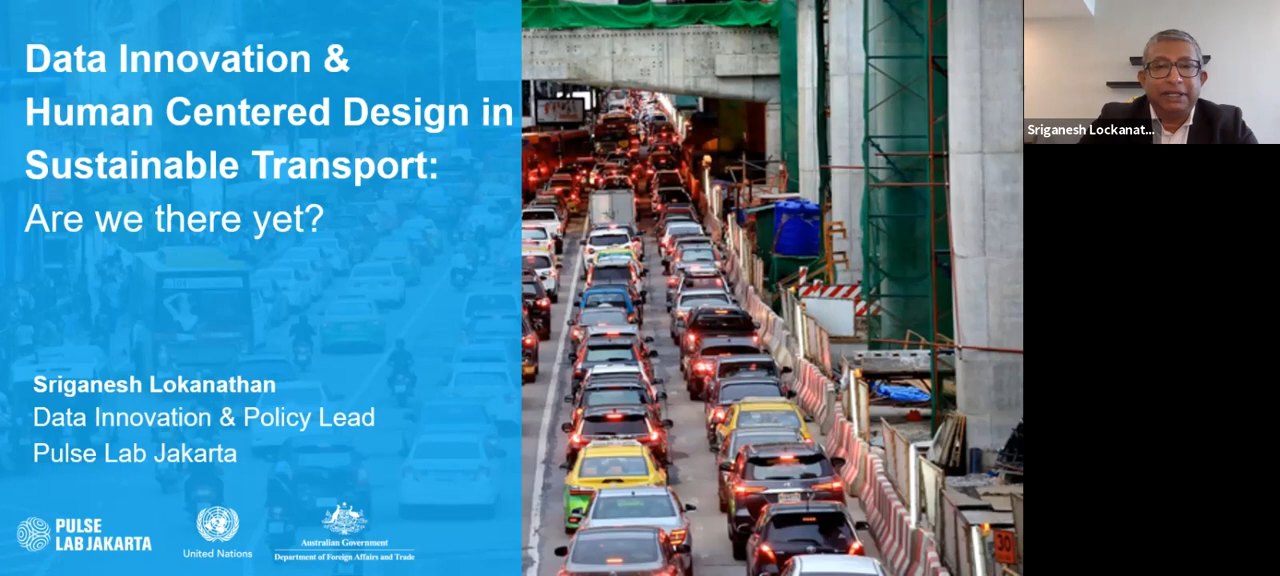 Data Innovation &
Human Centered Design in
Sustainable Transport:
Are we there yet?
Sriganesh Lokanathan
Data Innovation & Policy Lead
Pulse Lab Jakarta
PULSE
LAB JAKARTA
United Nations
Australian Government
Department of Foreign Affairs and Trade
30
Sriganesh Lockanat...